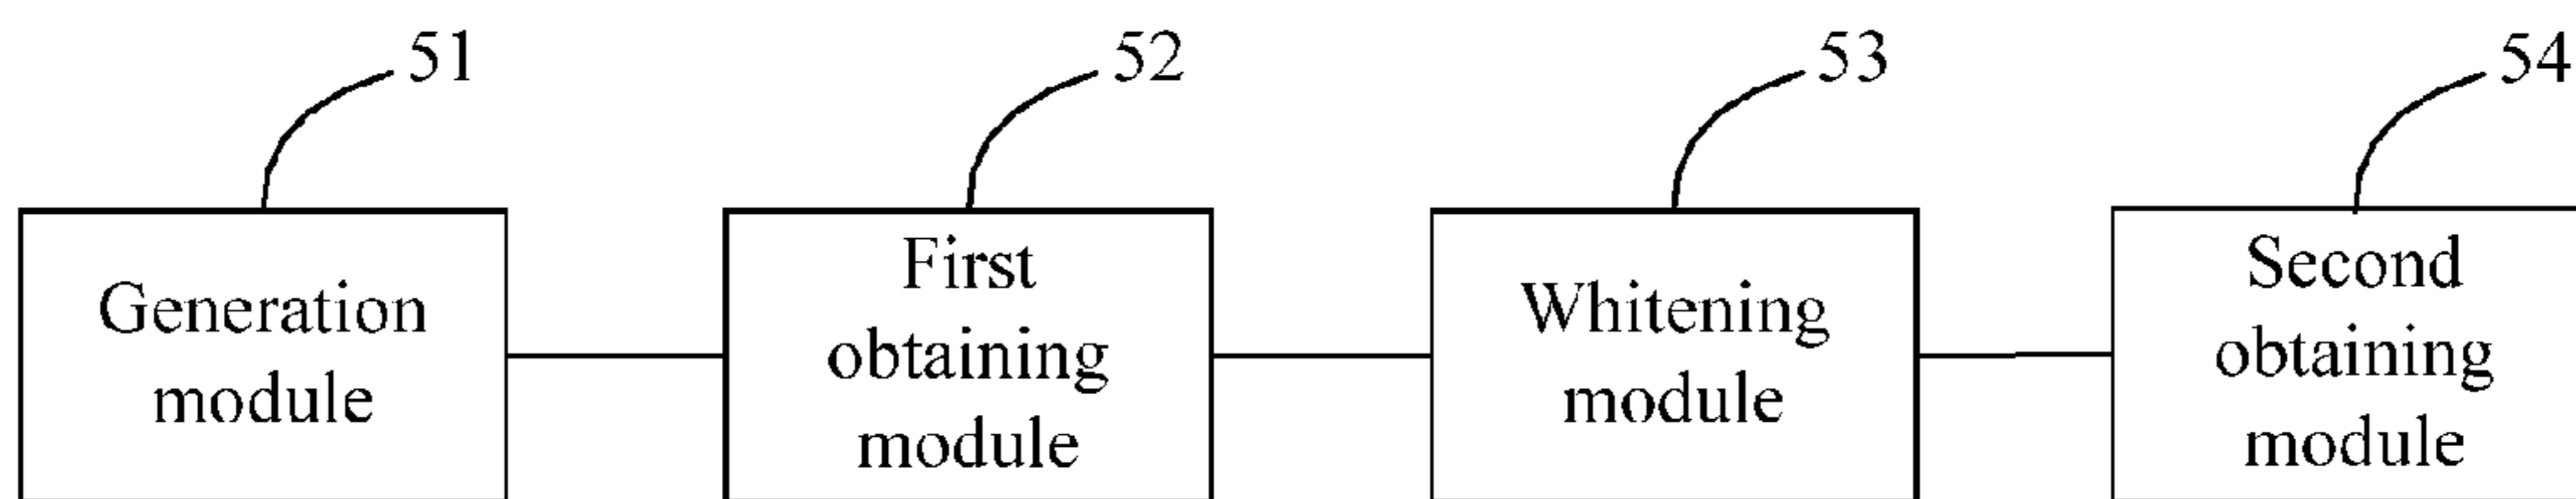 51
52
53
54
Generation
module
First
obtaining
module
Whitening
module
Second
obtaining
module